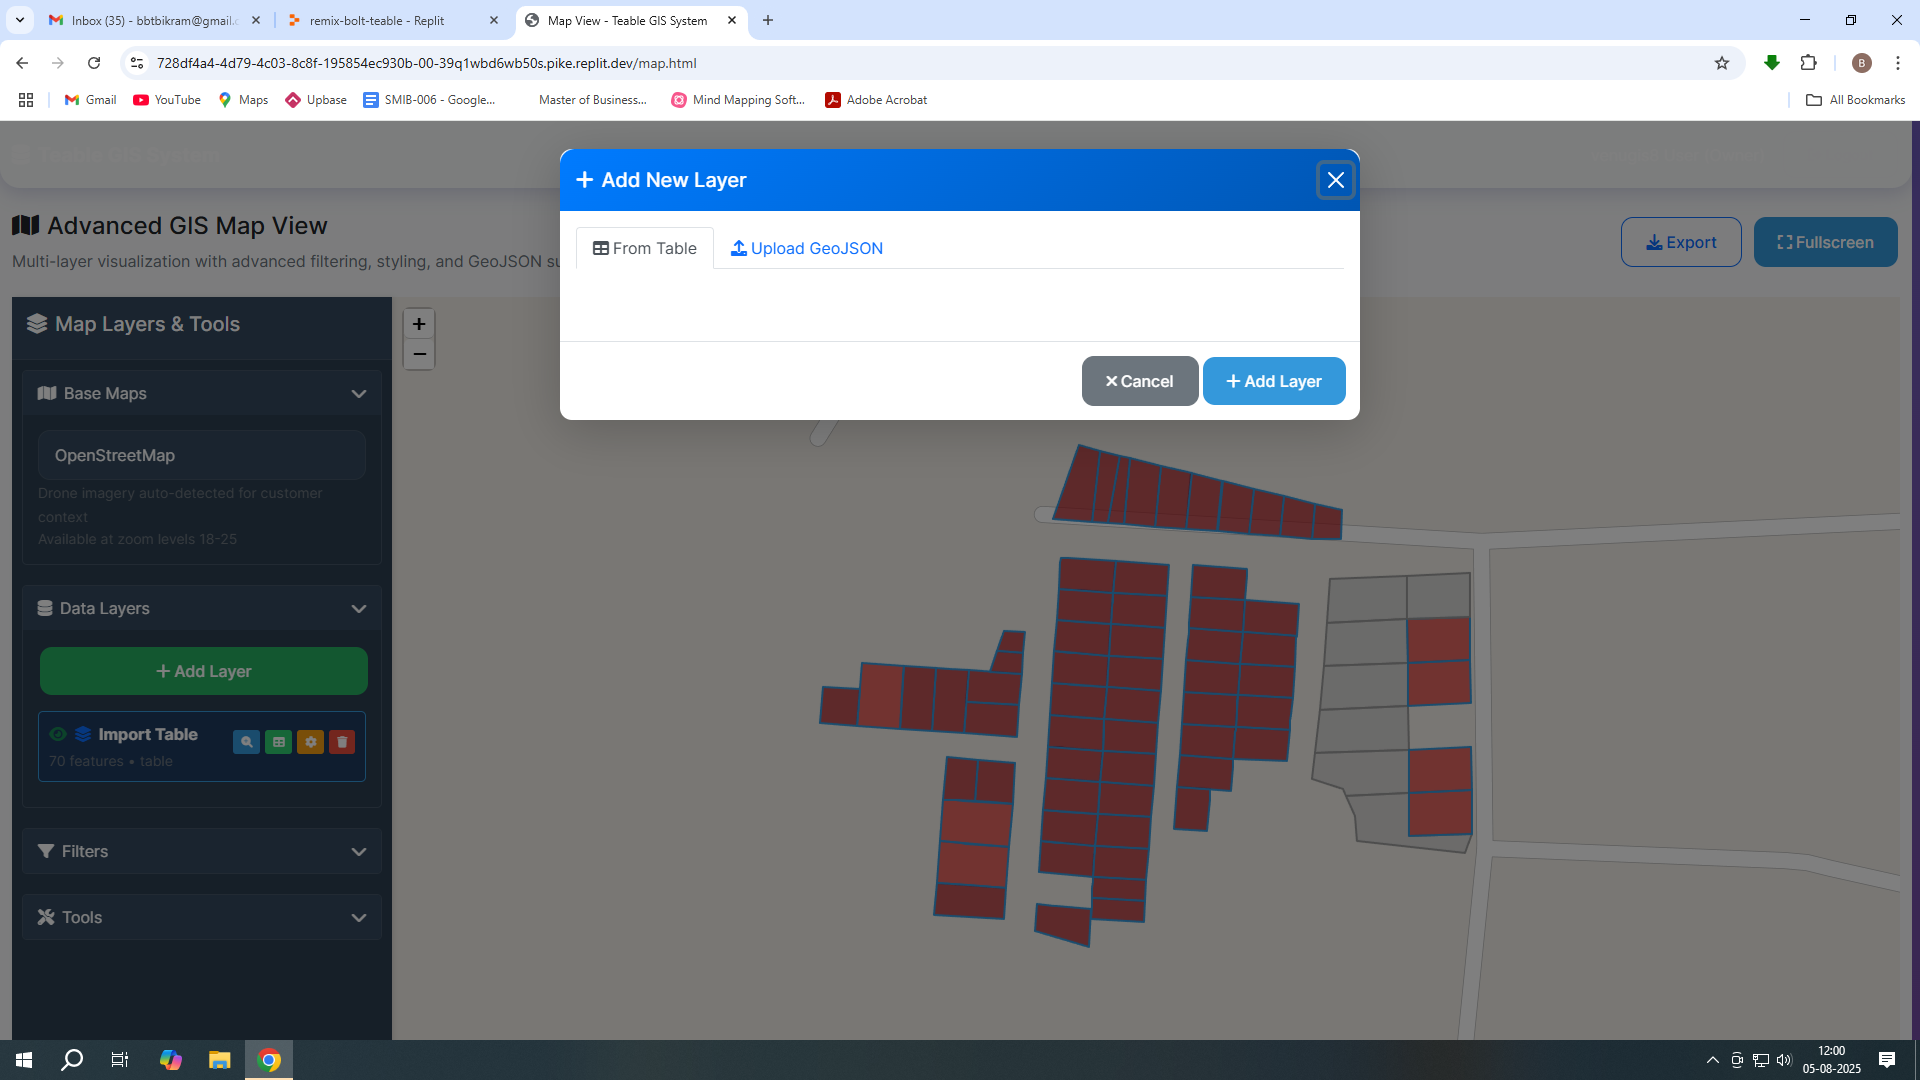 Inbox (35) - bbtbikram@gmail.c
remix-bolt-teable - Replit
Map View - Teable GIS System
728df4a4-4d79-4c03-8c8f-195854ec930b-00-39q1wbd6wb50s.pike.replit.dev/map.html
B
Gmail
YouTube
Maps
Upbase
SMIB-006 - Google...
Master of Business...
Mind Mapping Soft...
Adobe Acrobat
All Bookmarks
Add New Layer
From Table
Upload GeoJSON
Cancel
Add Layer
Advanced GIS Map View
Multi-layer visualization with advanced filtering, styling, and GeoJSON su
Export
Fullscreen
Map Layers & Tools
+
−
Base Maps
OpenStreetMap
Drone imagery auto-detected for customer
context
Available at zoom levels 18-25
Data Layers
Add Layer
Import Table
70 features • table
Filters
Tools
12:00
05-08-2025